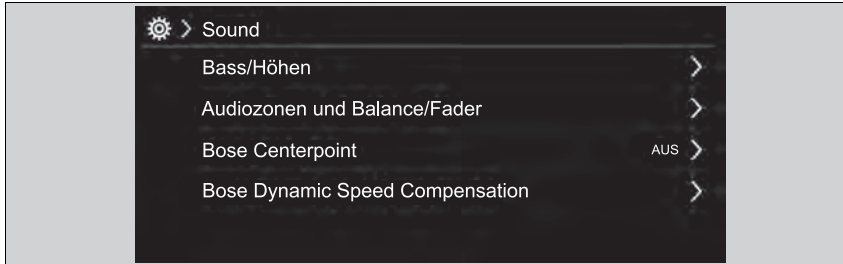 Sound
Bass/Höhen
Audiozonen und Balance/Fader
Bose Centerpoint AUS
Bose Dynamic Speed Compensation